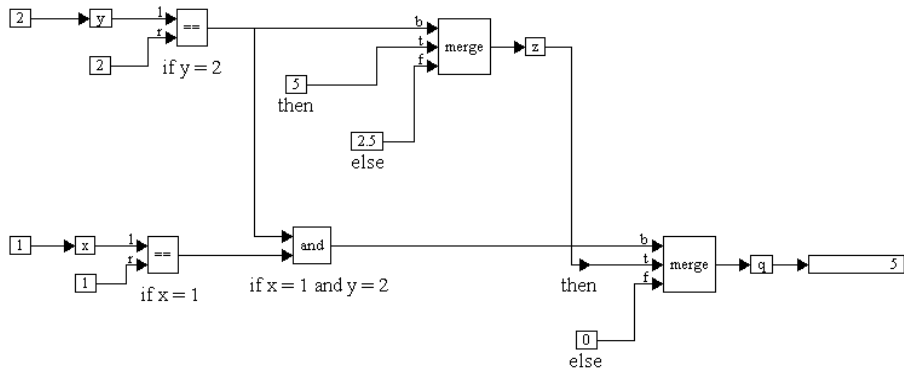 2
y
l
r
==
2
if y = 2
b
t
f
merge
z
5
then
2.5
else
1
x
l
r
==
1
if x = 1
and
if x = 1 and y = 2
b
t
f
merge
q
5
then
0
else